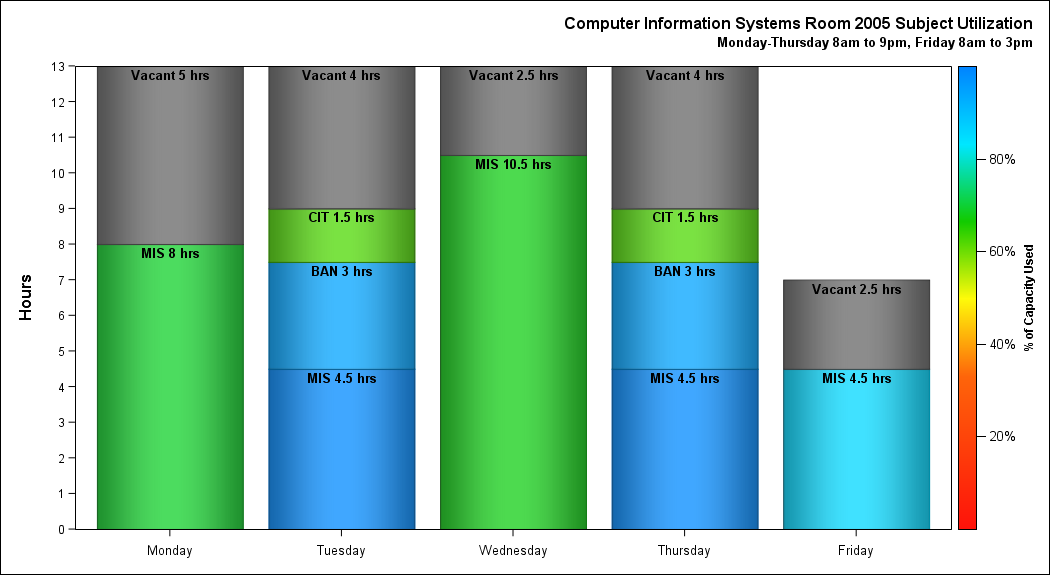 Computer Information Systems Room 2005 Subject Utilization
Monday-Thursday 8am to 9pm, Friday 8am to 3pm
Hours
13
12
11
10
9
8
7
6
5
4
3
2
1
0
Vacant 5 hrs
MIS 8 hrs
Vacant 4 hrs
CIT 1.5 hrs
BAN 3 hrs
MIS 4.5 hrs
Vacant 2.5 hrs
MIS 10.5 hrs
Vacant 4 hrs
CIT 1.5 hrs
BAN 3 hrs
MIS 4.5 hrs
Vacant 2.5 hrs
MIS 4.5 hrs
Monday
Tuesday
Wednesday
Thursday
Friday
80%
60%
40%
20%
% of Capacity Used